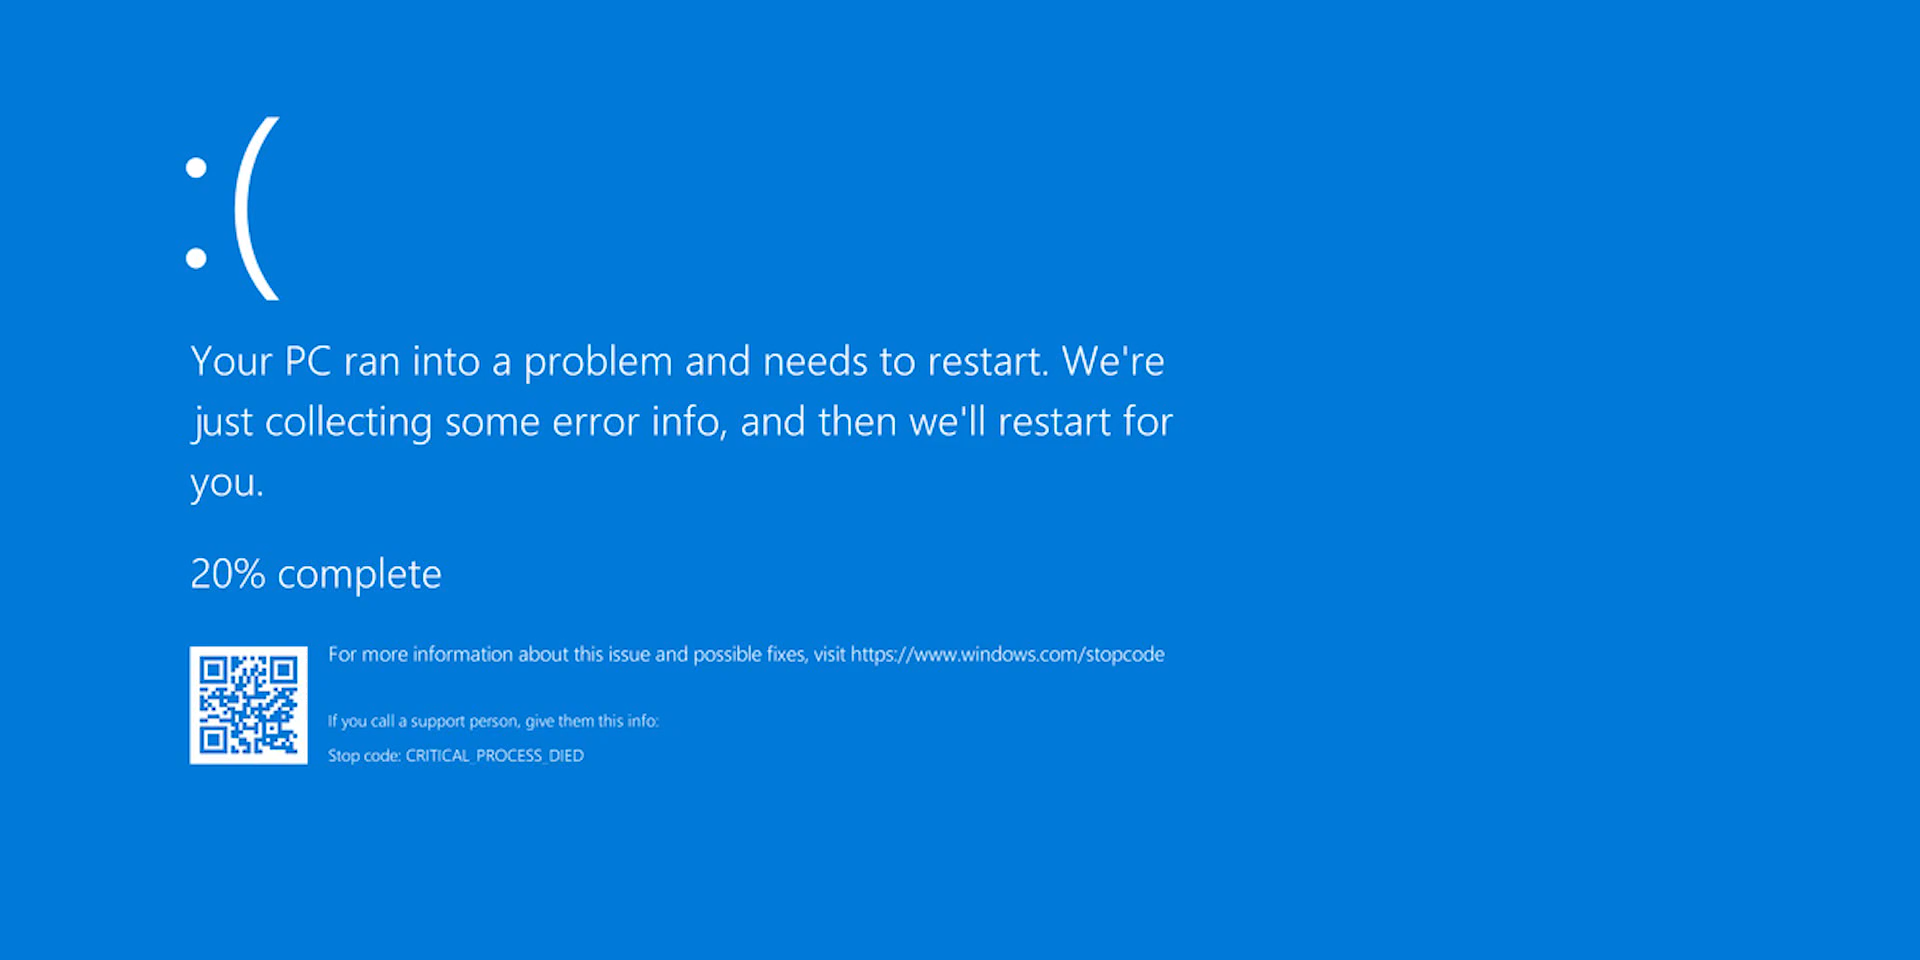 :(
Your PC ran into a problem and needs to restart. We're
just collecting some error info, and then we'll restart for
you.
20% complete
For more information about this issue and possible fixes, visit https://www.windows.com/stopcode
If you call a support person, give them this info:
Stop code: CRITICAL_PROCESS_DIED